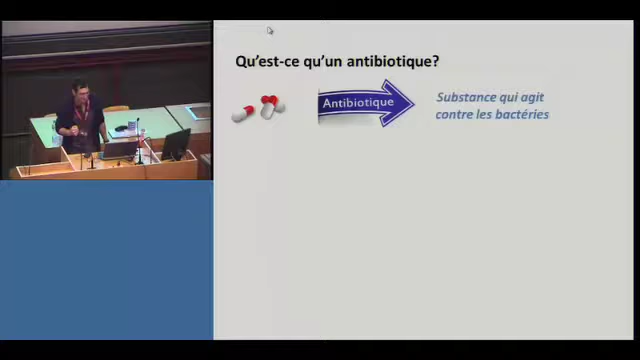 Qu'est-ce qu'un antibiotique?
Antibiotique
Substance qui agit
contre les bactéries